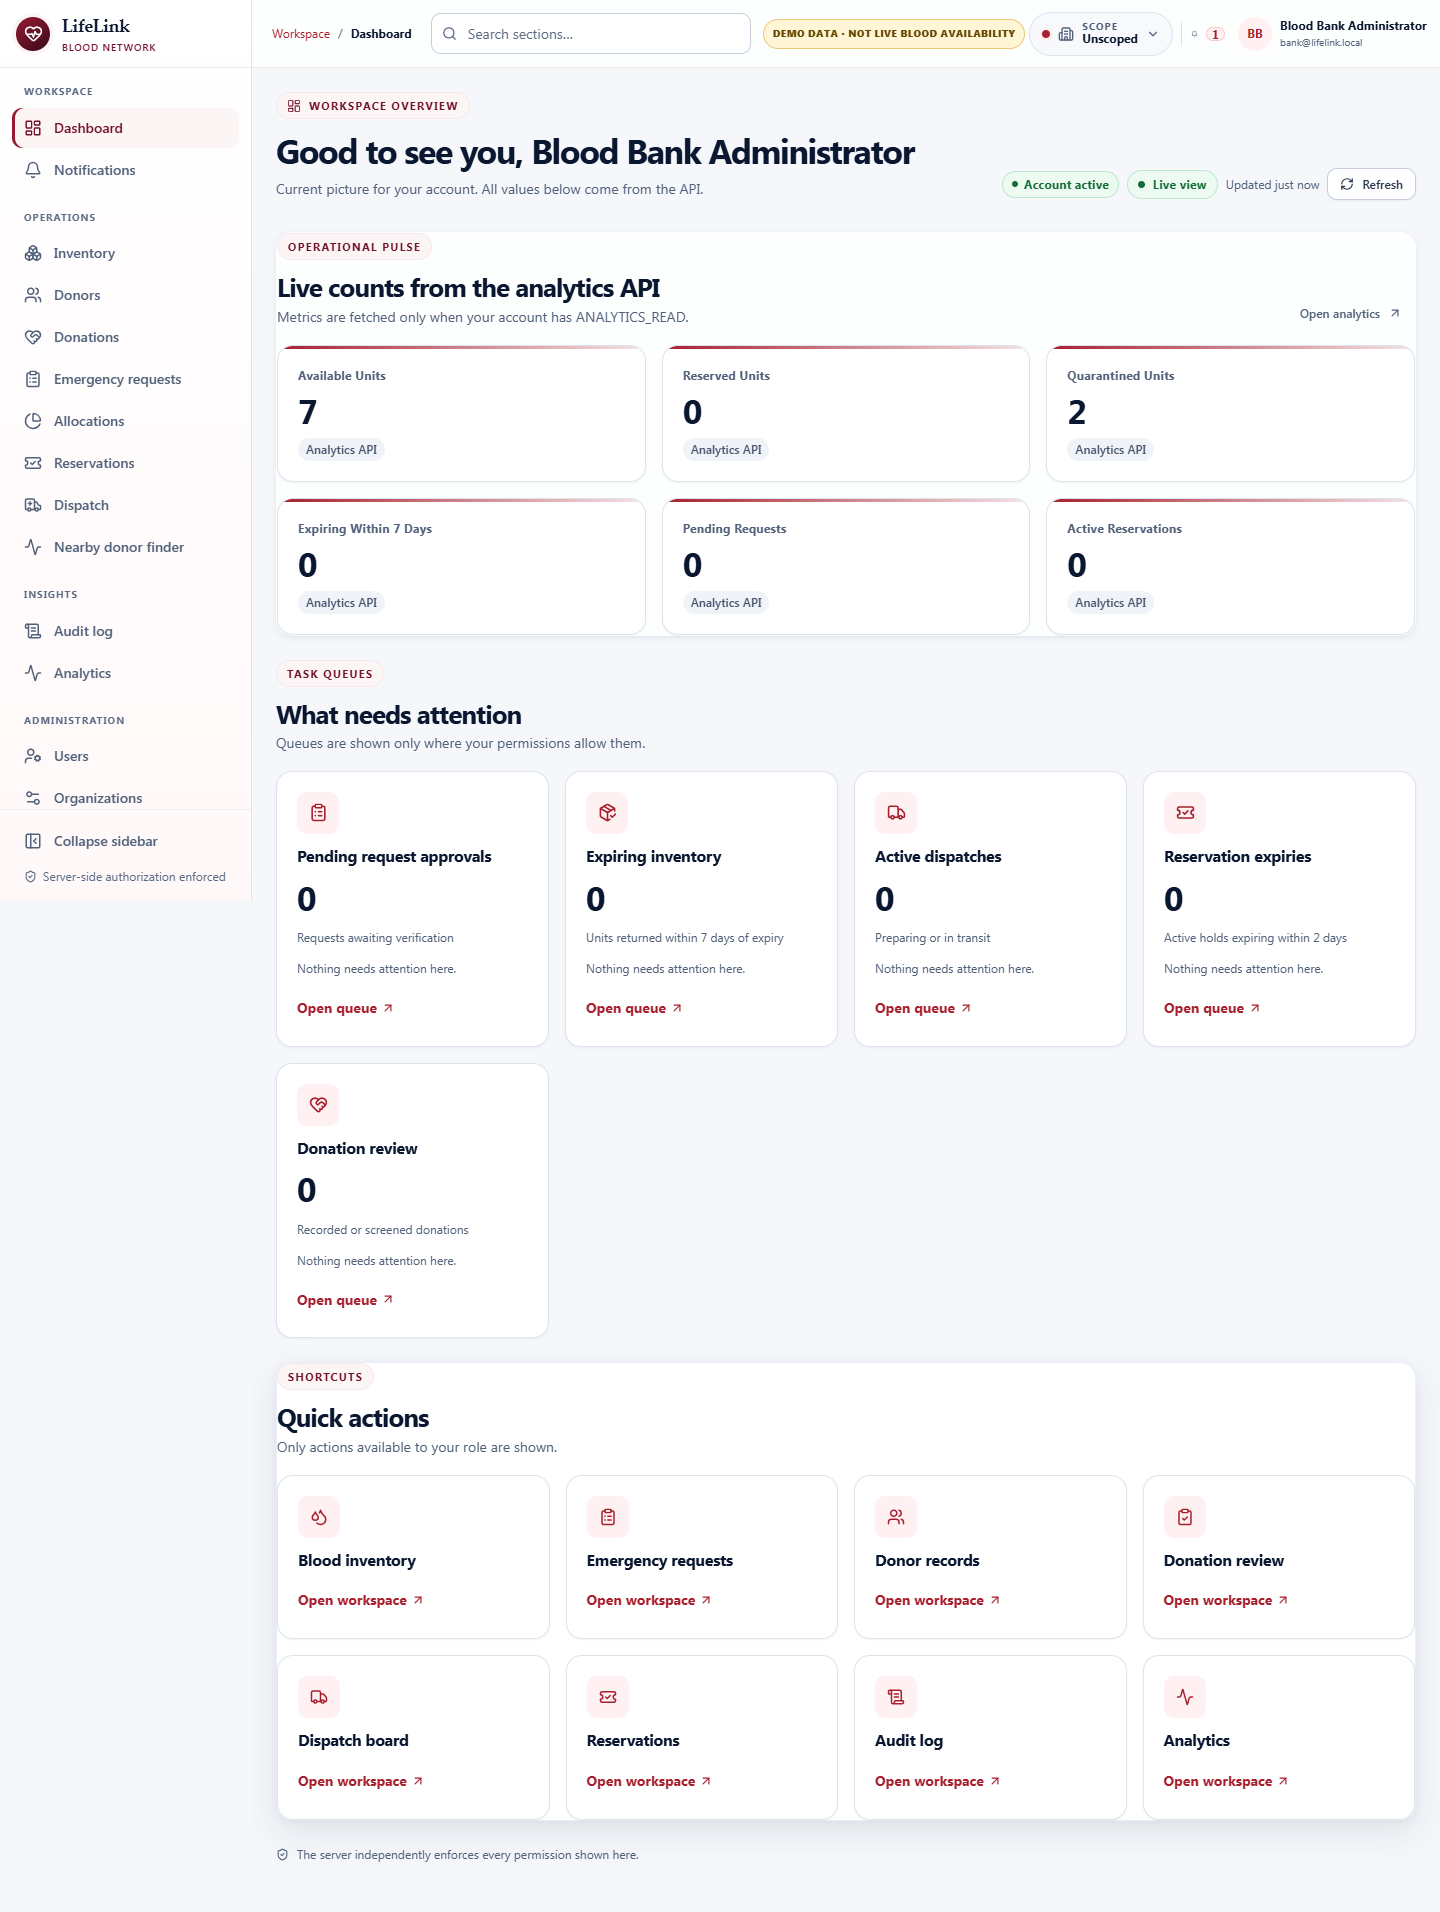 LifeLink
BLOOD NETWORK
WORKSPACE
Dashboard
Notifications
OPERATIONS
Inventory
Donors
Donations
Emergency requests
Allocations
Reservations
Dispatch
Nearby donor finder
INSIGHTS
Audit log
Analytics
ADMINISTRATION
Users
Organizations
Collapse sidebar
Server-side authorization enforced
Workspace / Dashboard
Search sections...
DEMO DATA · NOT LIVE BLOOD AVAILABILITY
SCOPE
Unscoped
1
BB
Blood Bank Administrator
bank@lifelink.local
WORKSPACE OVERVIEW
Good to see you, Blood Bank Administrator
Current picture for your account. All values below come from the API.
Account active
Live view
Updated just now
Refresh
OPERATIONAL PULSE
Live counts from the analytics API
Metrics are fetched only when your account has ANALYTICS_READ.
Open analytics
Available Units
7
Analytics API
Reserved Units
0
Analytics API
Quarantined Units
2
Analytics API
Expiring Within 7 Days
0
Analytics API
Pending Requests
0
Analytics API
Active Reservations
0
Analytics API
TASK QUEUES
What needs attention
Queues are shown only where your permissions allow them.
Pending request approvals
0
Requests awaiting verification
Nothing needs attention here.
Open queue
Expiring inventory
0
Units returned within 7 days of expiry
Nothing needs attention here.
Open queue
Active dispatches
0
Preparing or in transit
Nothing needs attention here.
Open queue
Reservation expiries
0
Active holds expiring within 2 days
Nothing needs attention here.
Open queue
Donation review
0
Recorded or screened donations
Nothing needs attention here.
Open queue
SHORTCUTS
Quick actions
Only actions available to your role are shown.
Blood inventory
Open workspace
Emergency requests
Open workspace
Donor records
Open workspace
Donation review
Open workspace
Dispatch board
Open workspace
Reservations
Open workspace
Audit log
Open workspace
Analytics
Open workspace
The server independently enforces every permission shown here.